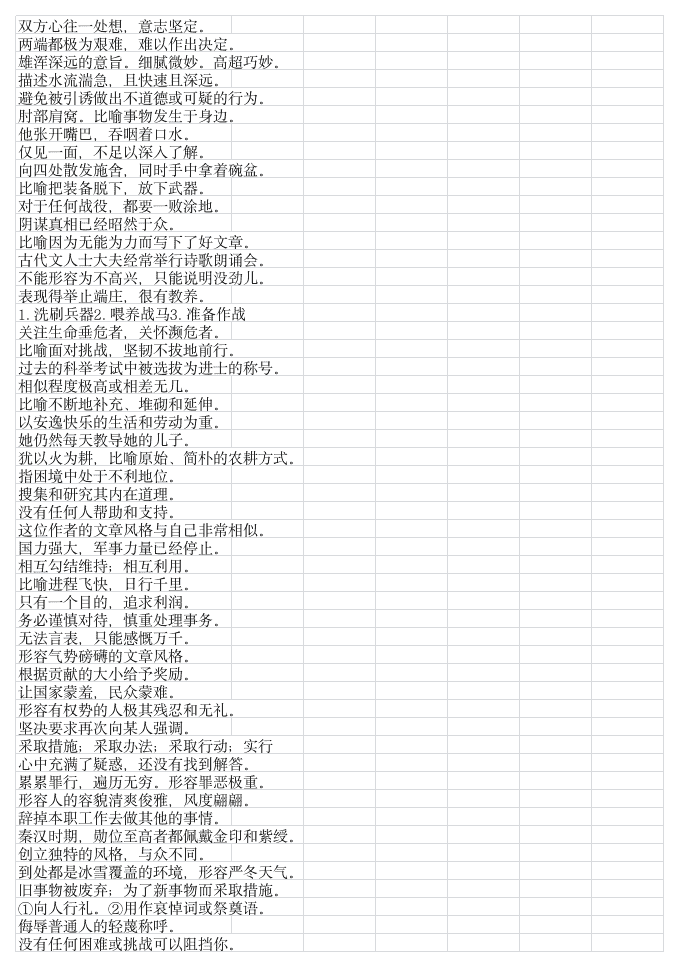 双方心往一处想，意志坚定。
两端都极为艰难，难以作出决定。
雄浑深远的意旨。细腻微妙。高超巧妙。
描述水流湍急，且快速且深远。
避免被引诱做出不道德或可疑的行为。
肘部肩窝。比喻事物发生于身边。
他张开嘴巴，吞咽着口水。
仅见一面，不足以深入了解。
向四处散发施舍，同时手中拿着碗盆。
比喻把装备脱下，放下武器。
对于任何战役，都要一败涂地。
阴谋真相已经昭然于众。
比喻因为无能为力而写下了好文章。
古代文人士大夫经常举行诗歌朗诵会。
不能形容为不高兴，只能说明没劲儿。
表现得举止端庄，很有教养。
1. 洗刷兵器2. 喂养战马3. 准备作战
关注生命垂危者，关怀濒危者。
比喻面对挑战，坚韧不拔地前行。
过去的科举考试中被选拔为进士的称号。
相似程度极高或相差无几。
比喻不断地补充、堆砌和延伸。
以安逸快乐的生活和劳动为重。
她仍然每天教导她的儿子。
犹以火为耕，比喻原始、简朴的农耕方式。
指困境中处于不利地位。
搜集和研究其内在道理。
没有任何人帮助和支持。
这位作者的文章风格与自己非常相似。
国力强大，军事力量已经停止。
相互勾结维持；相互利用。
比喻进程飞快，日行千里。
只有一个目的，追求利润。
务必谨慎对待，慎重处理事务。
无法言表，只能感慨万千。
形容气势磅礴的文章风格。
根据贡献的大小给予奖励。
让国家蒙羞，民众蒙难。
形容有权势的人极其残忍和无礼。
坚决要求再次向某人强调。
采取措施；采取办法；采取行动；实行
心中充满了疑惑，还没有找到解答。
累累罪行，遍历无穷。形容罪恶极重。
形容人的容貌清爽俊雅，风度翩翩。
辞掉本职工作去做其他的事情。
秦汉时期，勋位至高者都佩戴金印和紫绶。
创立独特的风格，与众不同。
到处都是冰雪覆盖的环境，形容严冬天气。
旧事物被废弃；为了新事物而采取措施。
①向人行礼。②用作哀悼词或祭奠语。
侮辱普通人的轻蔑称呼。
没有任何困难或挑战可以阻挡你。